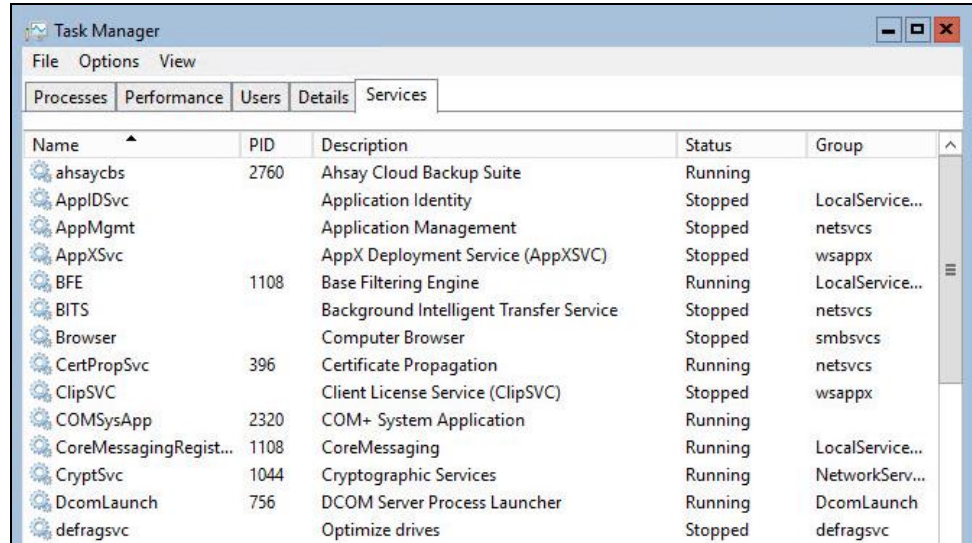 Task Manager
File Options View
Processes Performance Users Details Services
Name PID Description Status Group
ahsaycbs 2760 Ahsay Cloud Backup Suite Running
AppIDSvc Application Identity Stopped LocalService...
AppMgmt Application Management Stopped netsvcs
AppXSvc AppX Deployment Service (AppXSVC) Stopped wsappx
BFE 1108 Base Filtering Engine Running LocalService...
BITS Background Intelligent Transfer Service Stopped netsvcs
Browser Computer Browser Stopped smbsvcs
CertPropSvc 396 Certificate Propagation Running netsvcs
ClipSVC Client License Service (ClipSVC) Stopped wsappx
COMSysApp 2320 COM+ System Application Running
CoreMessagingRegist... 1108 CoreMessaging Running LocalService...
CryptSvc 1044 Cryptographic Services Running NetworkServ...
DcomLaunch 756 DCOM Server Process Launcher Running DcomLaunch
defragsvc Optimize drives Stopped defragsvc